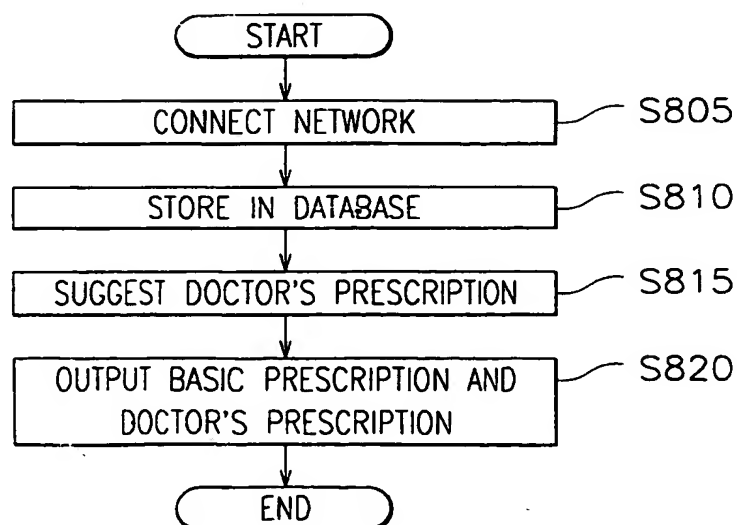 START
CONNECT NETWORK
S805
STORE IN DATABASE
S810
SUGGEST DOCTOR'S PRESCRIPTION
S815
OUTPUT BASIC PRESCRIPTION AND
DOCTOR'S PRESCRIPTION
S820
END